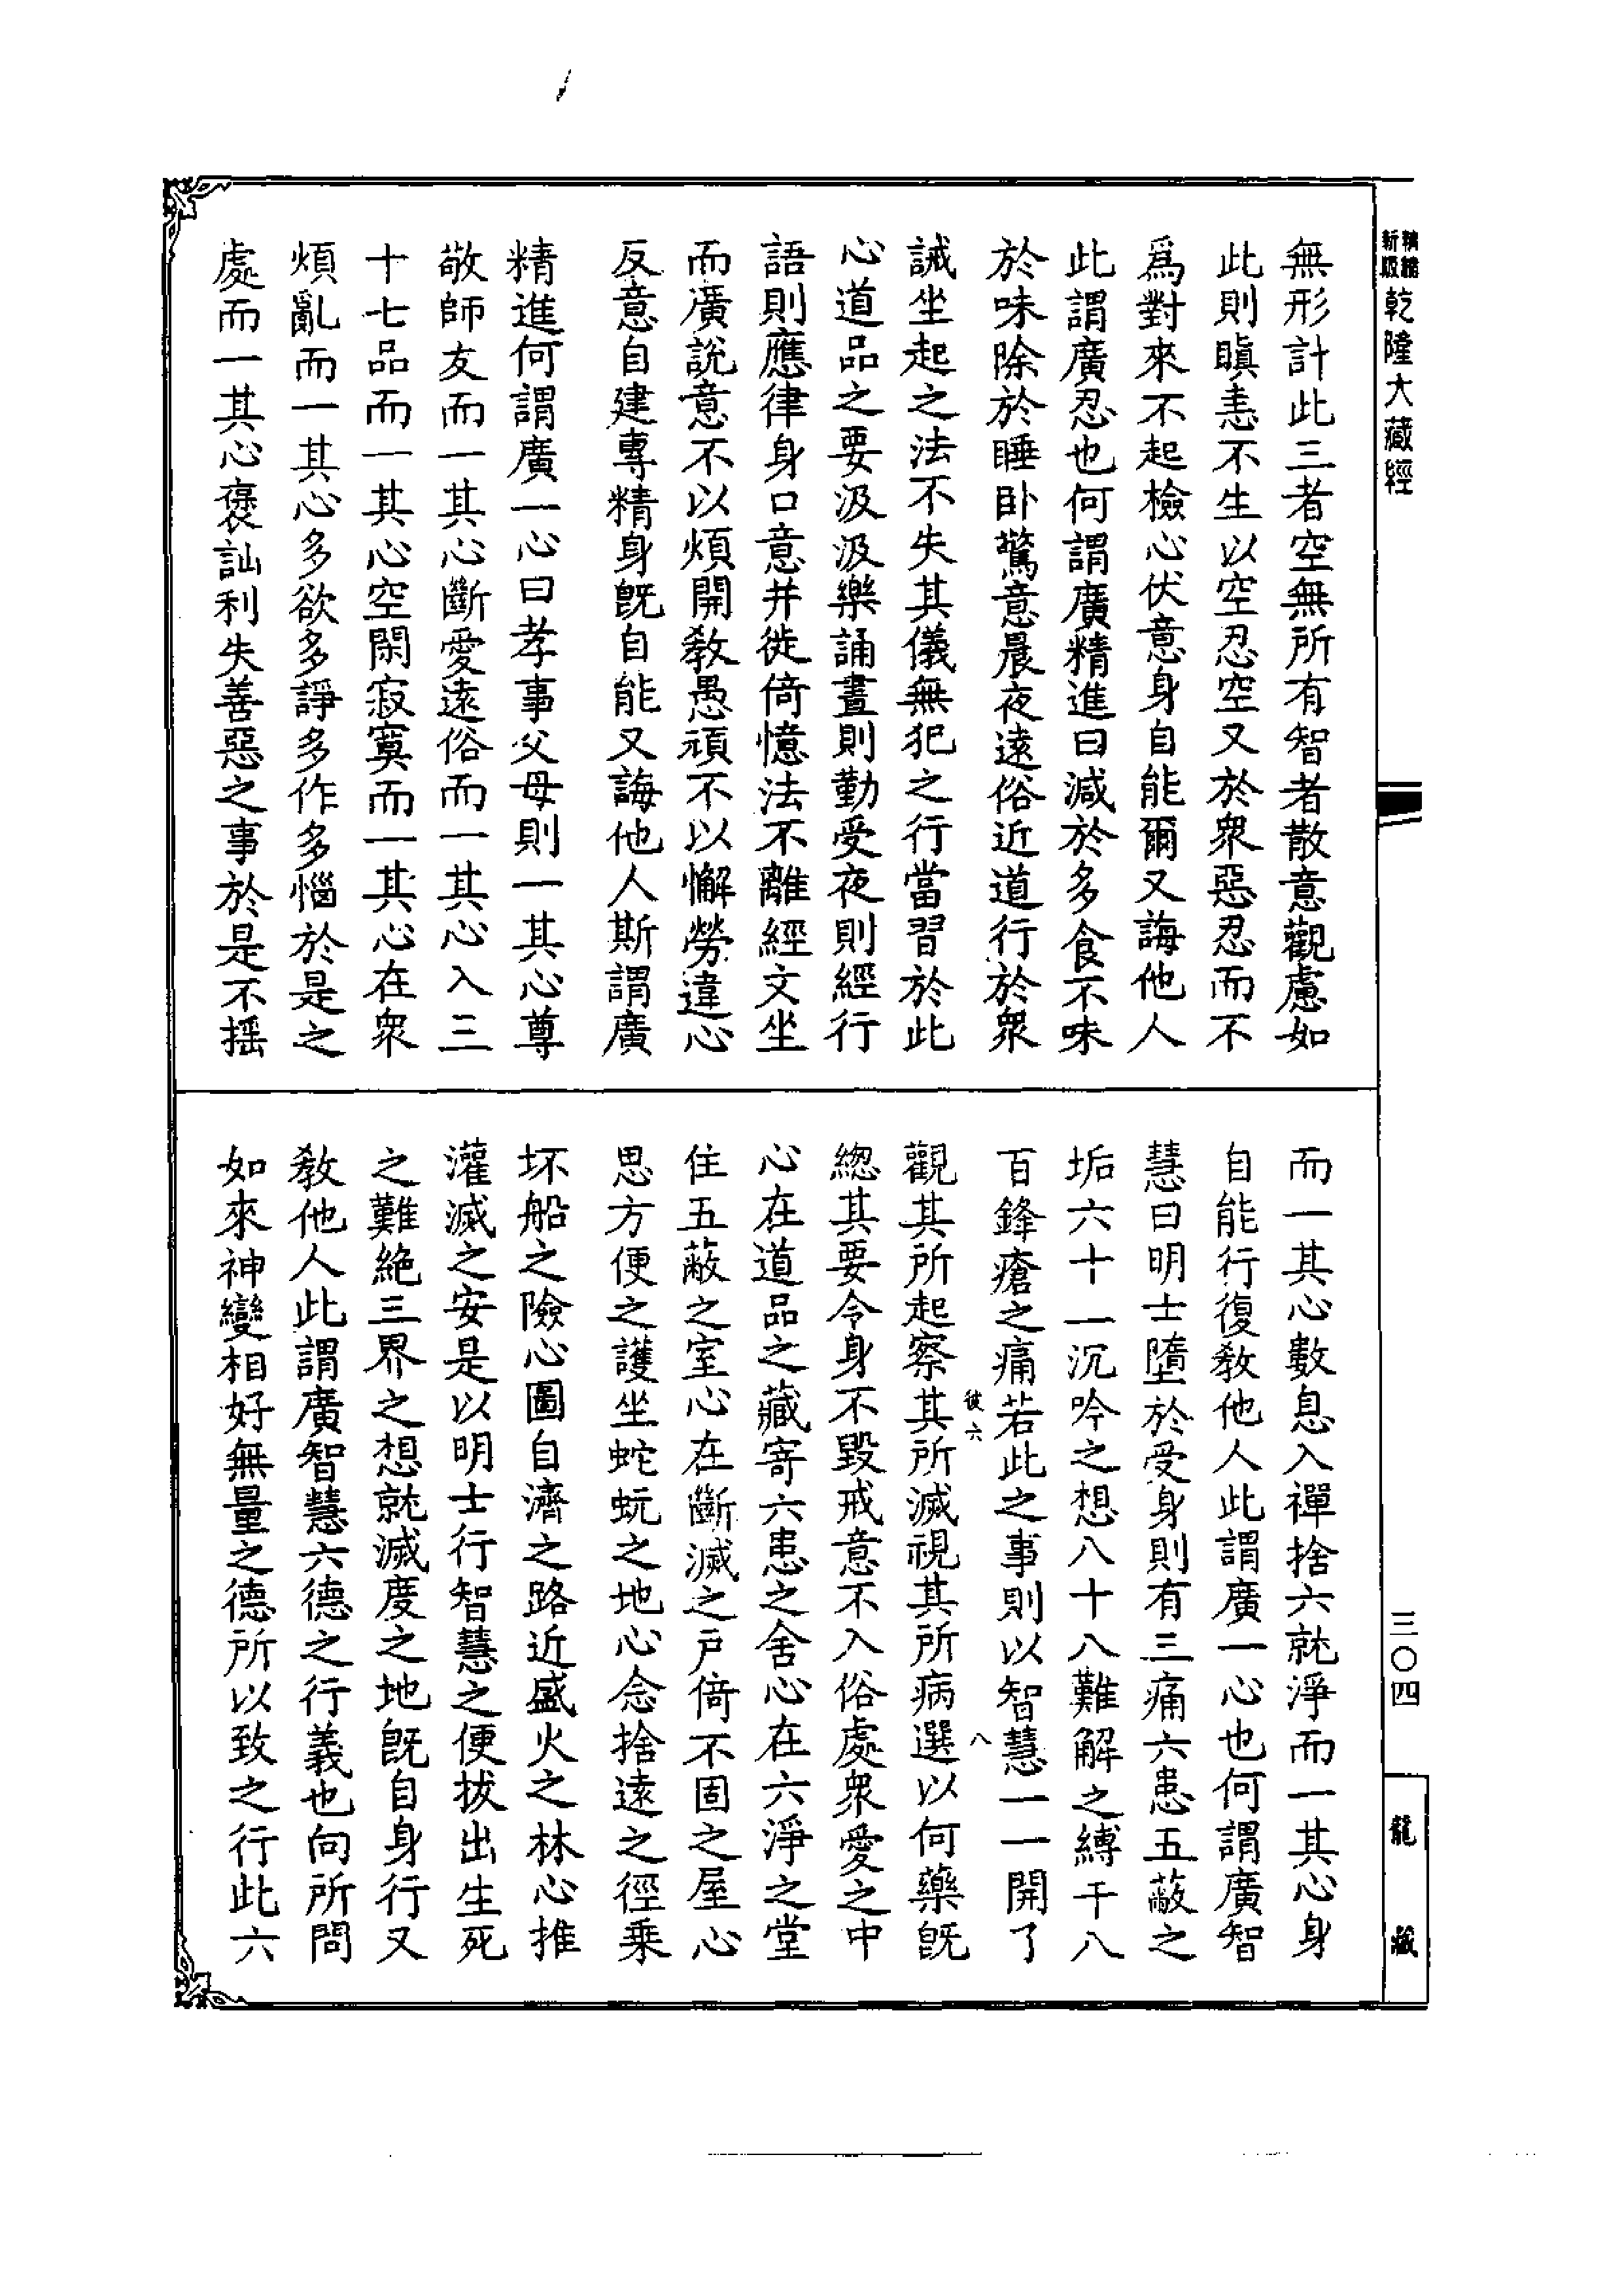 精縮
新版
乾隆大藏經
無形計此三者空無所有智者散意觀慮如
此則瞋恚不生以空忍空又於衆惡忍而不
爲對來不起檢心伏意身自能爾又誨他人
此謂廣忍也何謂廣精進曰減於多食不味
於味除於睡卧驚意晨夜遠俗近道行於衆
誡坐起之法不失其儀無犯之行當習於此
心道品之要汲汲樂誦晝則勤受夜則經行
語則應律身口意并徙倚憶法不離經文坐
而廣說意不以煩開教愚頑不以懈勞違心
反意自建專精身旣自能又誨他人斯謂廣
精進何謂廣一心曰孝事父母則一其心尊
敬師友而一其心斷愛遠俗而一其心入三
十七品而一其心空閑寂寞而一其心在衆
煩亂而一其心多欲多諍多作多惱於是之
處而一其心褒訕利失善惡之事於是不摇
而一其心數息入禪捨六就淨而一其心身
自能行復教他人此謂廣一心也何謂廣智
慧曰明士墮於受身則有三痛六患五蔽之
垢六十一沉吟之想八十八難解之縛千八
百鋒瘡之痛若此之事則以智慧一一開了
彼六
八
觀其所起察其所滅視其所病選以何藥旣
總其要令身不毀戒意不入俗處衆愛之中
心在道品之藏寄六患之舍心在六淨之堂
住五蔽之室心在斷滅之戸倚不固之屋心
思方便之護坐蛇蚖之地心念捨遠之徑乗
坏船之險心圖自濟之路近盛火之林心推
灌滅之安是以明士行智慧之便拔出生死
之難絶三界之想就滅度之地旣自身行又
教他人此謂廣智慧六德之行義也向所問
如來神變相好無量之德所以致之行此六
三〇四
龍藏